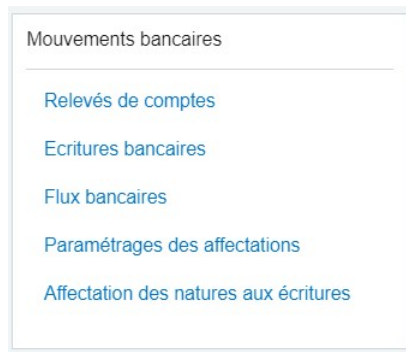 Mouvements bancaires
Relevés de comptes
Ecritures bancaires
Flux bancaires
Paramétrages des affectations
Affectation des natures aux écritures